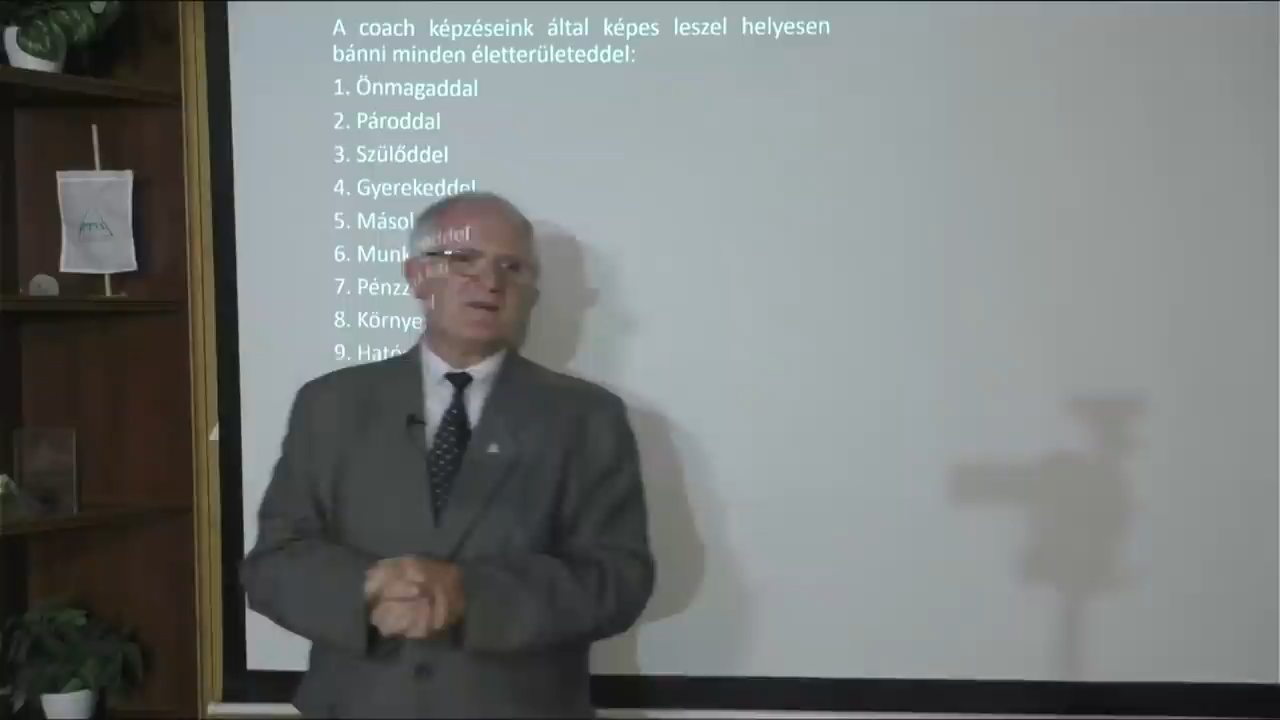 A coach képzéseink által képes leszel helyesen
bánni minden életterületeddel:
1. Önmagaddal
2. Pároddal
3. Szülőddel
4. Gyerekeddel
5.
6.
7.
8.
9.